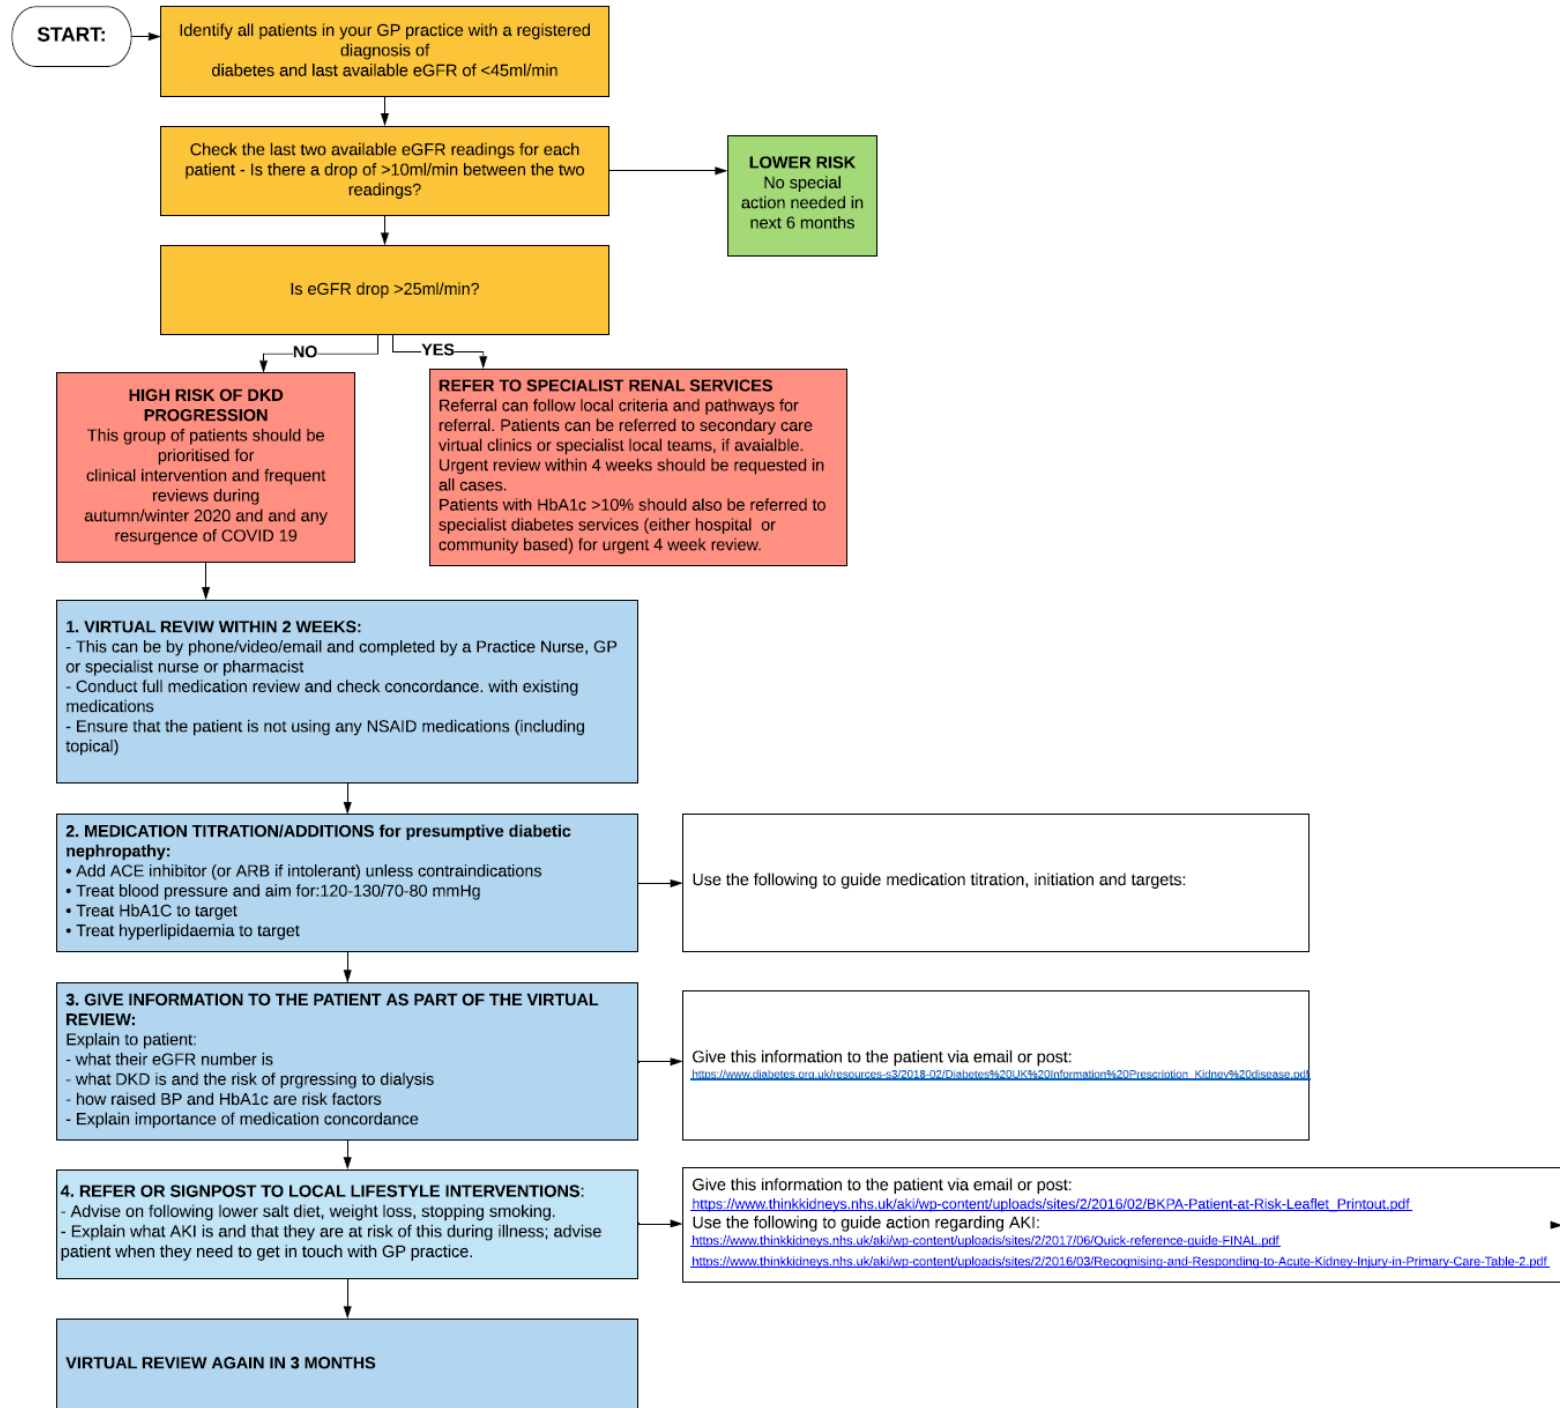 START:
Identify all patients in your GP practice with a registered
diagnosis of
diabetes and last available eGFR of <45ml/min
Check the last two available eGFR readings for each
patient - Is there a drop of >10ml/min between the two
readings?
LOWER RISK
No special
action needed in
next 6 months
Is eGFR drop >25ml/min?
NO
YES
HIGH RISK OF DKD
PROGRESSION
This group of patients should be
prioritised for
clinical intervention and frequent
reviews during
autumn/winter 2020 and and any
resurgence of COVID 19
REFER TO SPECIALIST RENAL SERVICES
Referral can follow local criteria and pathways for
referral. Patients can be referred to secondary care
virtual clinics or specialist local teams, if avaialble.
Urgent review within 4 weeks should be requested in
all cases.
Patients with HbA1c >10% should also be referred to
specialist diabetes services (either hospital or
community based) for urgent 4 week review.
1. VIRTUAL REVIW WITHIN 2 WEEKS:
- This can be by phone/video/email and completed by a Practice Nurse, GP
or specialist nurse or pharmacist
- Conduct full medication review and check concordance. with existing
medications
- Ensure that the patient is not using any NSAID medications (including
topical)
2. MEDICATION TITRATION/ADDITIONS for presumptive diabetic
nephropathy:
• Add ACE inhibitor (or ARB if intolerant) unless contraindications
• Treat blood pressure and aim for:120-130/70-80 mmHg
• Treat HbA1C to target
• Treat hyperlipidaemia to target
Use the following to guide medication titration, initiation and targets:
3. GIVE INFORMATION TO THE PATIENT AS PART OF THE VIRTUAL
REVIEW:
Explain to patient:
- what their eGFR number is
- what DKD is and the risk of prgressing to dialysis
- how raised BP and HbA1c are risk factors
- Explain importance of medication concordance
Give this information to the patient via email or post:
https://www.diabetes.org.uk/resources-s3/2018-02/Diabetes%20UK%20Information%20Prescription_Kidney%20disease.pdf
4. REFER OR SIGNPOST TO LOCAL LIFESTYLE INTERVENTIONS:
- Advise on following lower salt diet, weight loss, stopping smoking.
- Explain what AKI is and that they are at risk of this during illness; advise
patient when they need to get in touch with GP practice.
Give this information to the patient via email or post:
https://www.thinkkidneys.nhs.uk/aki/wp-content/uploads/sites/2/2016/02/BKPA-Patient-at-Risk-Leaflet_Printout.pdf
Use the following to guide action regarding AKI:
https://www.thinkkidneys.nhs.uk/aki/wp-content/uploads/sites/2/2017/06/Quick-reference-guide-FINAL.pdf
https://www.thinkkidneys.nhs.uk/aki/wp-content/uploads/sites/2/2016/03/Recognising-and-Responding-to-Acute-Kidney-Injury-in-Primary-Care-Table-2.pdf
VIRTUAL REVIEW AGAIN IN 3 MONTHS